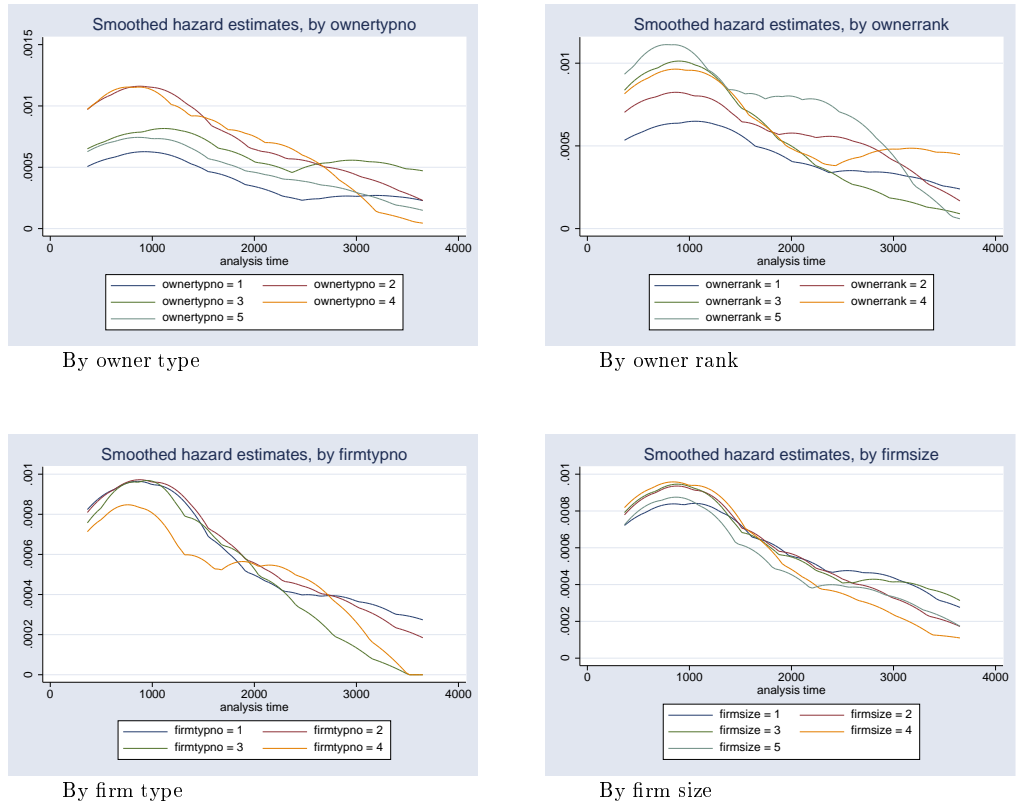 Smoothed hazard estimates, by ownertypno
0 .0005 .001 .0015
0 1000 2000 3000 4000
analysis time
ownertypno = 1 ownertypno = 2
ownertypno = 3 ownertypno = 4
ownertypno = 5
By owner type
Smoothed hazard estimates, by ownerrank
0 .0005 .001
0 1000 2000 3000 4000
analysis time
ownerrank = 1 ownerrank = 2
ownerrank = 3 ownerrank = 4
ownerrank = 5
By owner rank
Smoothed hazard estimates, by firmtypno
0 .0002 .0004 .0006 .0008 .001
0 1000 2000 3000 4000
analysis time
firmtypno = 1 firmtypno = 2
firmtypno = 3 firmtypno = 4
By firm type
Smoothed hazard estimates, by firmsize
0 .0002 .0004 .0006 .0008 .001
0 1000 2000 3000 4000
analysis time
firmsize = 1 firmsize = 2
firmsize = 3 firmsize = 4
firmsize = 5
By firm size